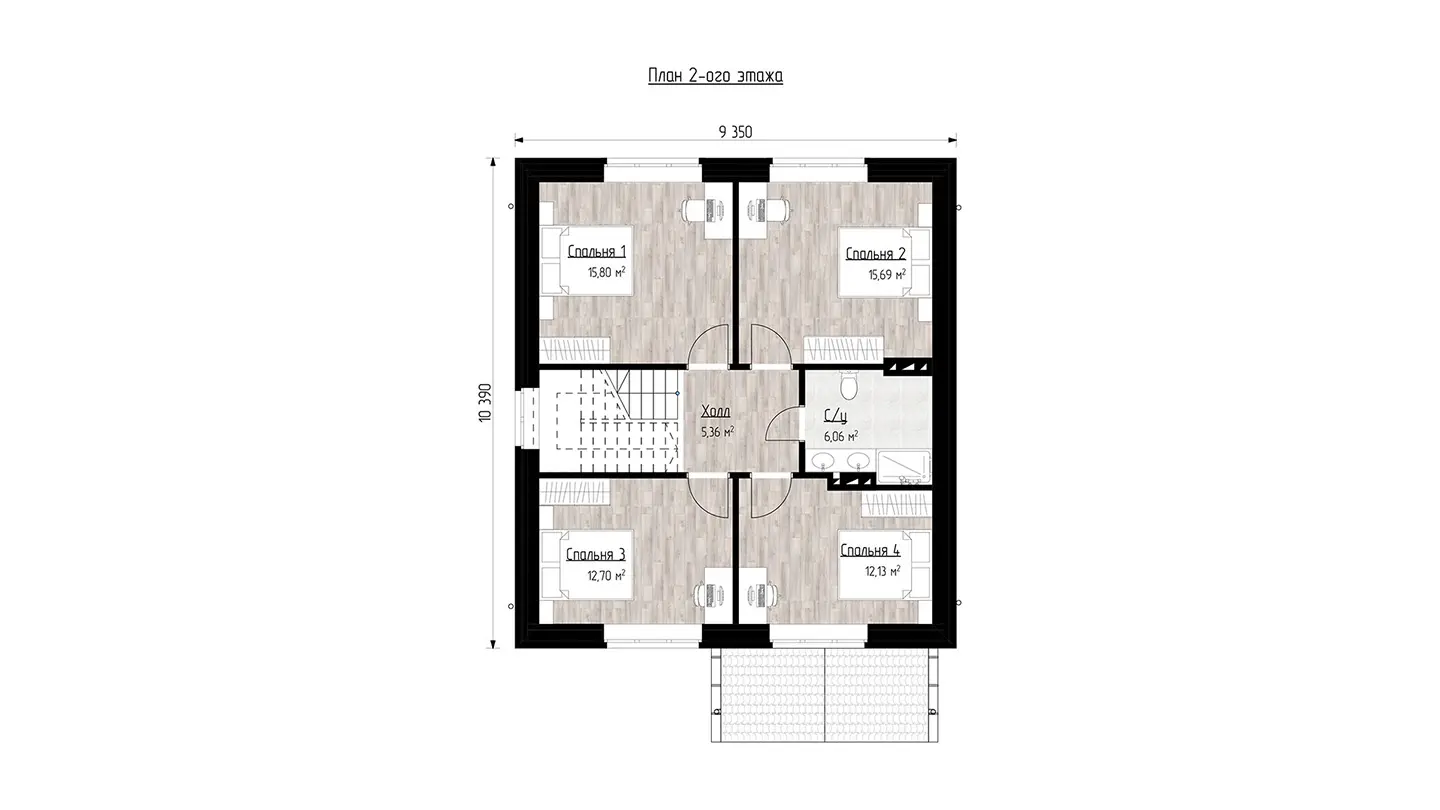 План 2-ого этажа
9 350
10 390
Спальня 1
15,80 м²
Спальня 2
15,69 м²
Холл
5,36 м²
С/у
6,06 м²
Спальня 3
12,70 м²
Спальня 4
12,13 м²